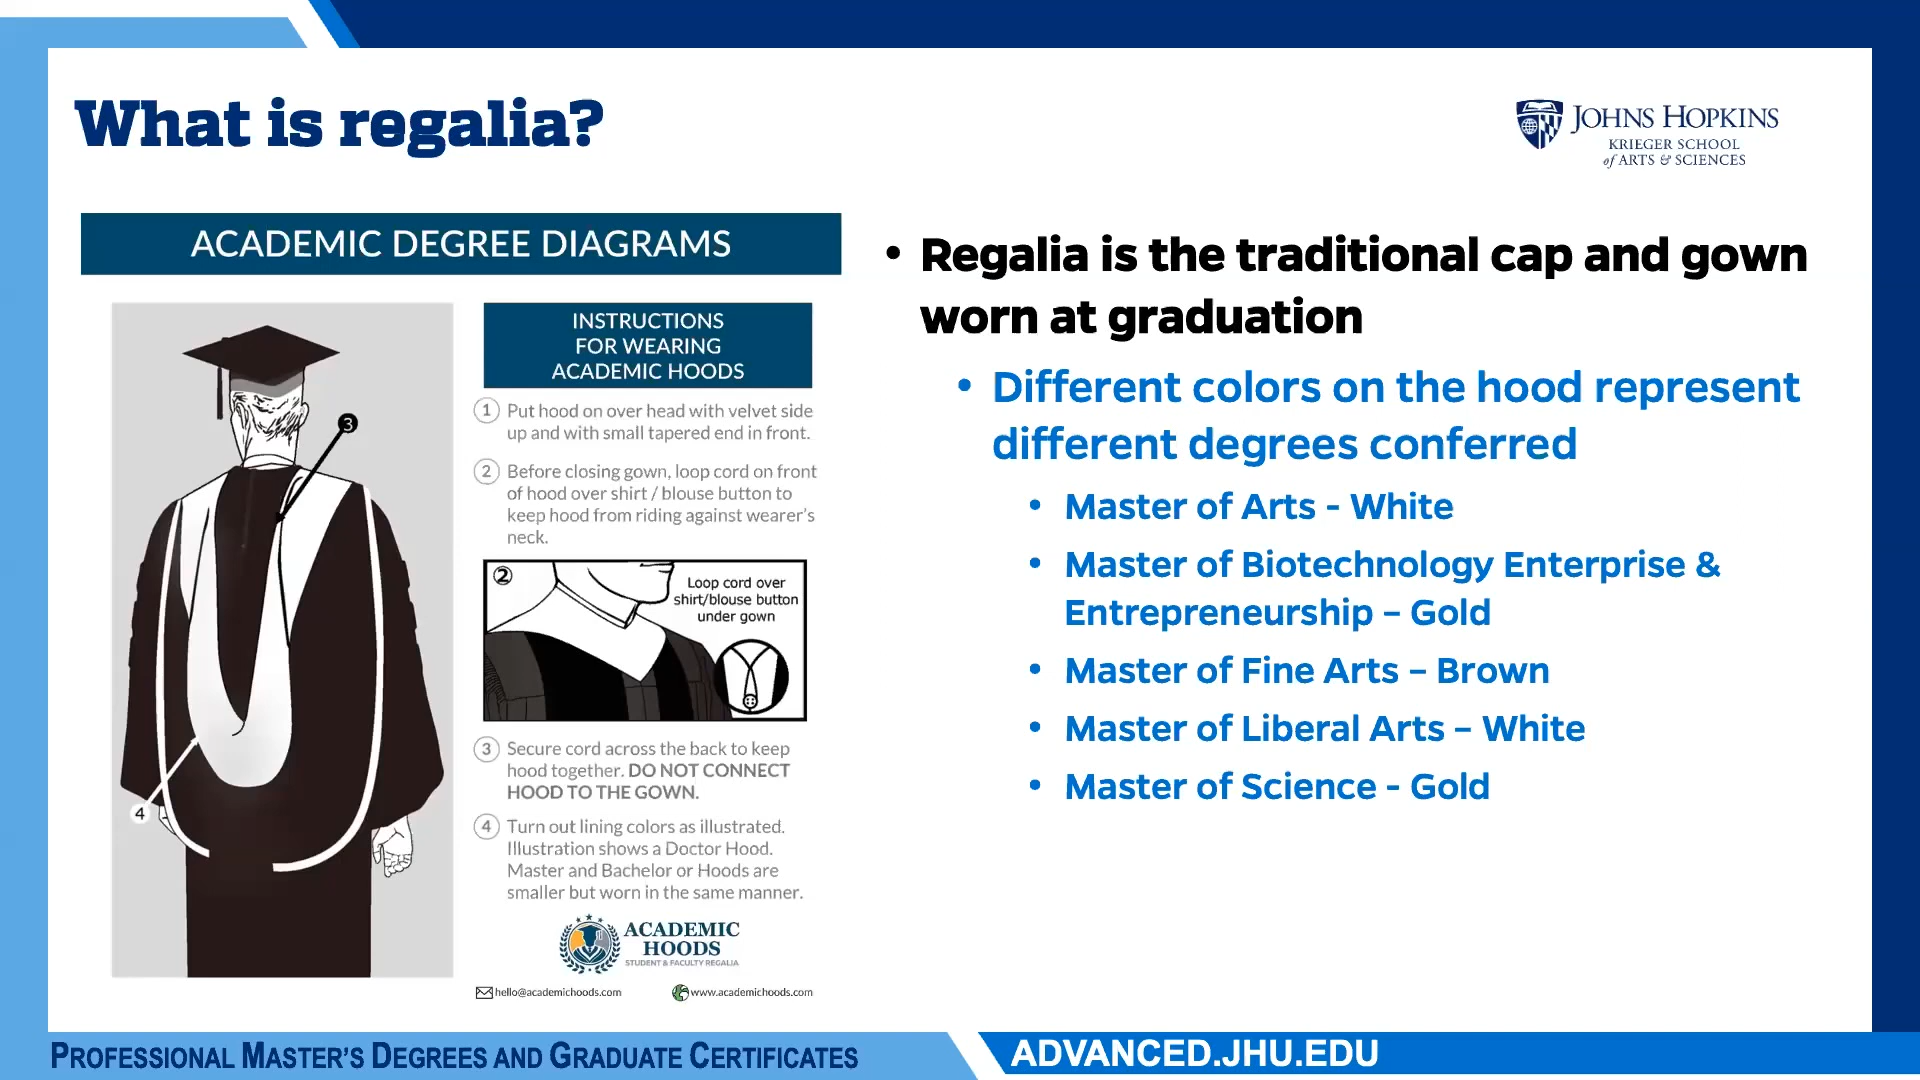 What is regalia?
JOHNS HOPKINS
KRIEGER SCHOOL
of ARTS & SCIENCES
ACADEMIC DEGREE DIAGRAMS
INSTRUCTIONS
FOR WEARING
ACADEMIC HOODS
1 Put hood on over head with velvet side
up and with small tapered end in front.
2 Before closing gown, loop cord on front
of hood over shirt / blouse button to
keep hood from riding against wearer's
neck.
2
Loop cord over
shirt/blouse button
under gown
3 Secure cord across the back to keep
hood together. DO NOT CONNECT
HOOD TO THE GOWN.
4 Turn out lining colors as illustrated.
Illustration shows a Doctor Hood.
Master and Bachelor or Hoods are
smaller but worn in the same manner.
3
4
ACADEMIC
HOODS
STUDENT & FACULTY REGALIA
hello@academichoods.com
www.academichoods.com
• Regalia is the traditional cap and gown
worn at graduation
• Different colors on the hood represent
different degrees conferred
• Master of Arts - White
• Master of Biotechnology Enterprise &
Entrepreneurship – Gold
• Master of Fine Arts – Brown
• Master of Liberal Arts – White
• Master of Science - Gold
PROFESSIONAL MASTER'S DEGREES AND GRADUATE CERTIFICATES
ADVANCED.JHU.EDU